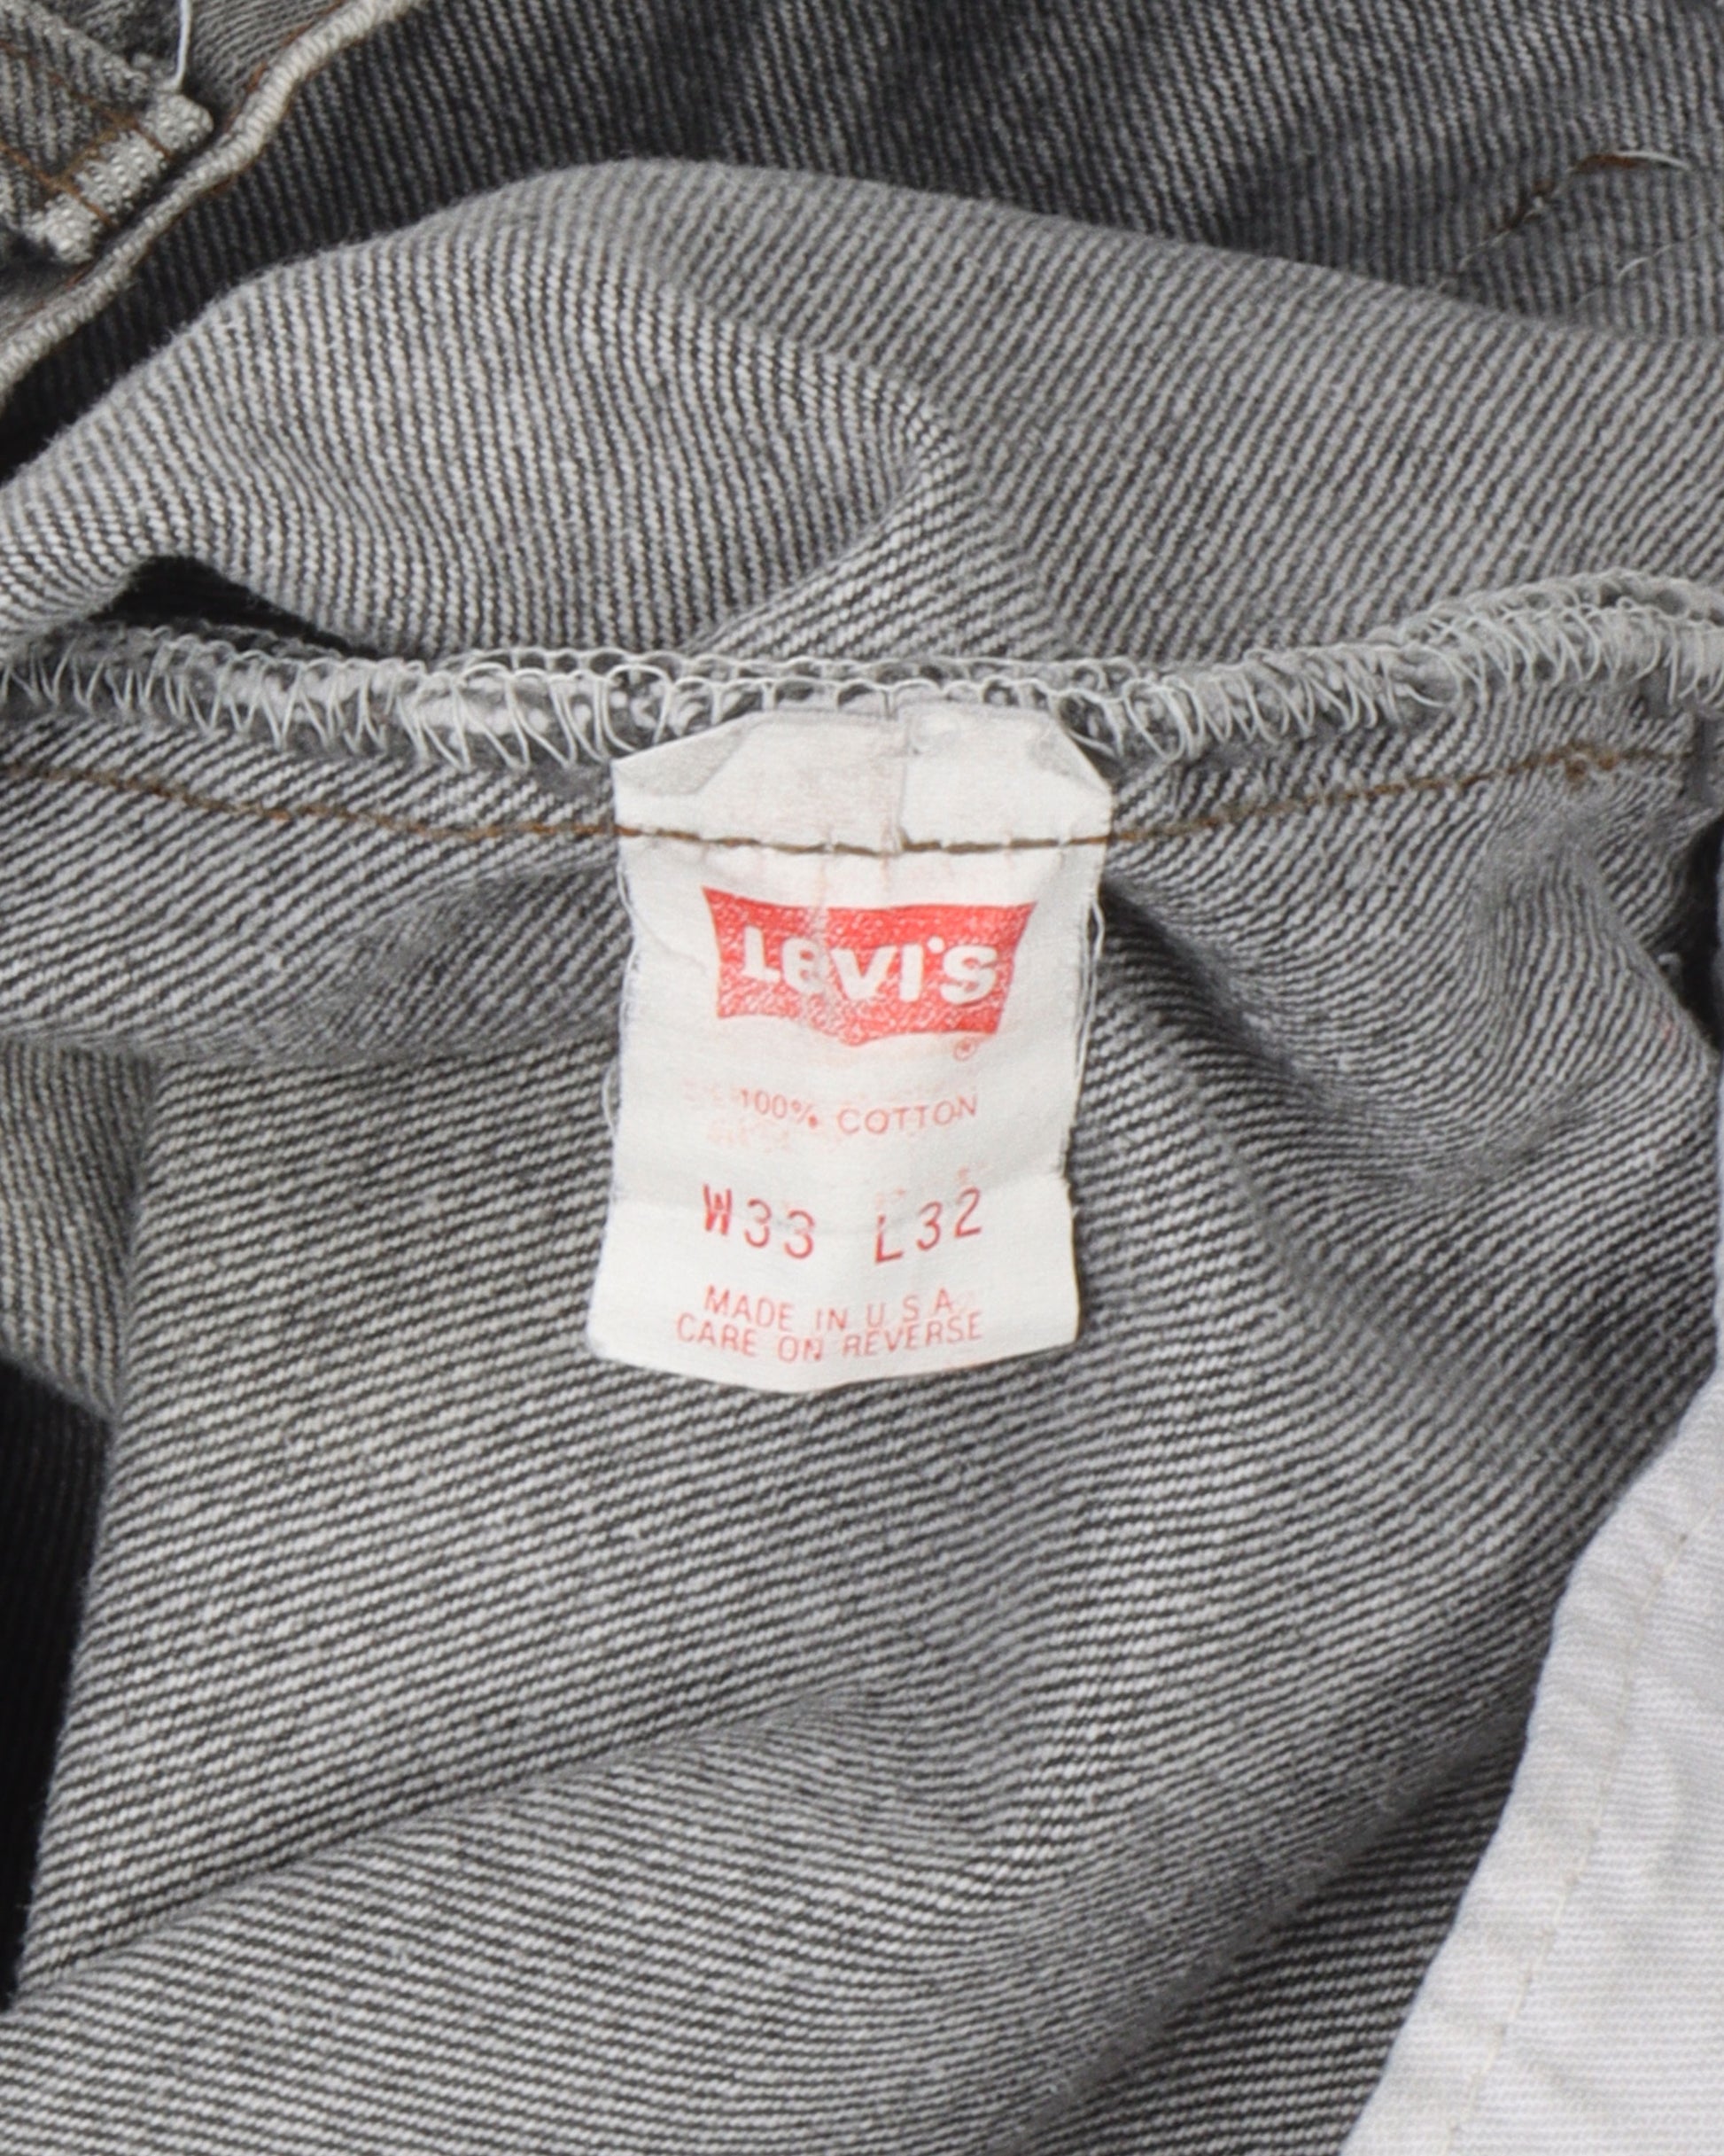 LEVI'S
®
100% COTTON
W33 L32
MADE IN U.S.A.
CARE ON REVERSE